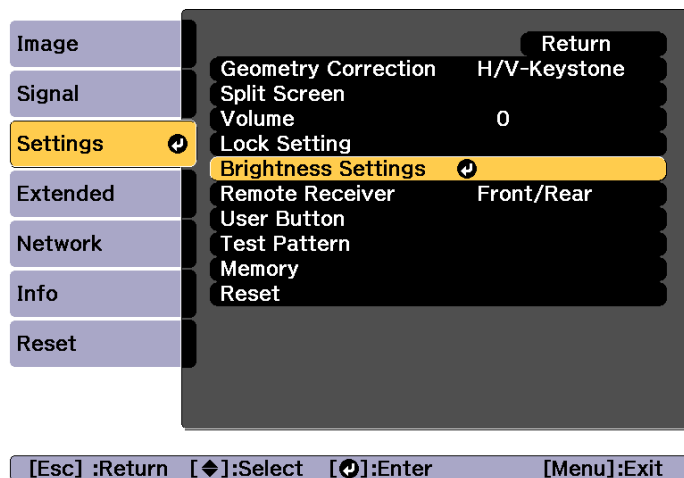 Image
Signal
Settings
Extended
Network
Info
Reset
Return
Geometry Correction H/V-Keystone
Split Screen
Volume 0
Lock Setting
Brightness Settings
Remote Receiver Front/Rear
User Button
Test Pattern
Memory
Reset
[Esc] :Return [◆]:Select [↵]:Enter [Menu]:Exit